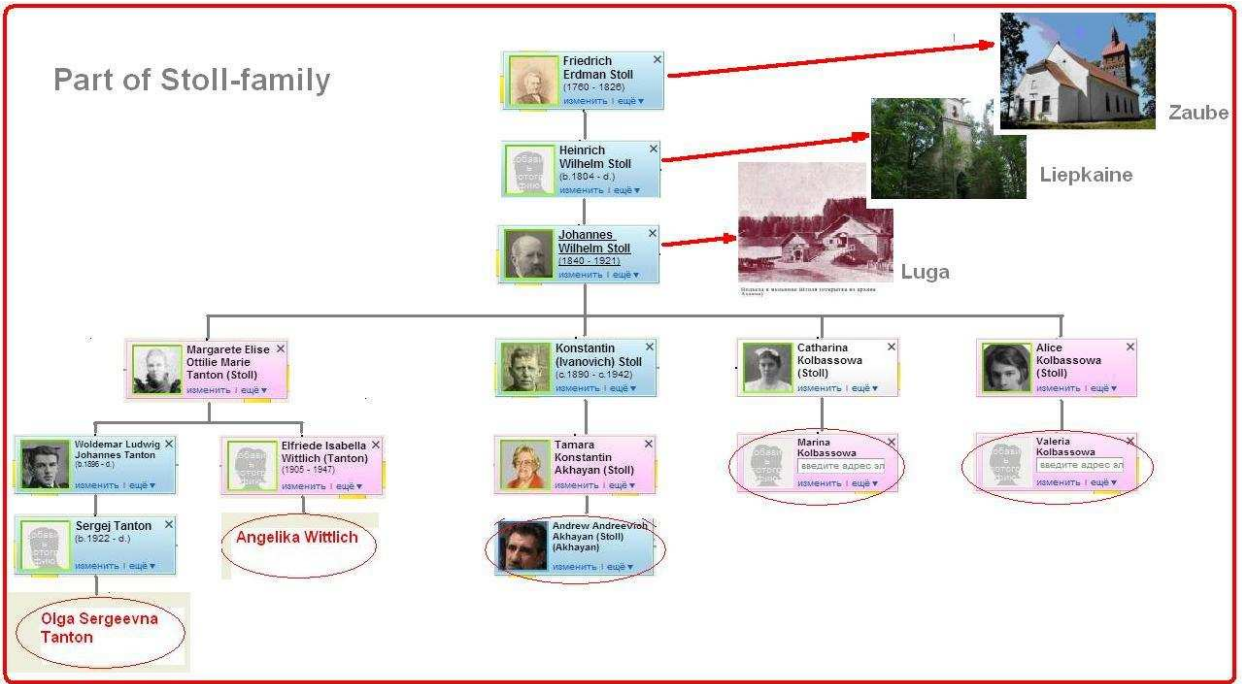 Part of Stoll-family
Friedrich
Erdman Stoll
(1760 - 1826)
изменить | ещё ▾
Zaube
Heinrich
Wilhelm Stoll
(b.1804 - d.)
изменить | ещё ▾
Liepkaine
Johannes
Wilhelm Stoll
(1840 - 1921)
изменить | ещё ▾
Luga
Margarete Elise
Ottilie Marie
Tanton (Stoll)
изменить | ещё ▾
Konstantin
(Ivanovich) Stoll
(c.1890 - c.1942)
изменить | ещё ▾
Catharina
Kolbassowa
(Stoll)
изменить | ещё ▾
Alice
Kolbassowa
(Stoll)
изменить | ещё ▾
Woldemar Ludwig
Johannes Tanton
(b.1896 - d.)
изменить | ещё ▾
Elfriede Isabella
Wittlich (Tanton)
(1905 - 1947)
изменить | ещё ▾
Tamara
Konstantin
Akhayan (Stoll)
изменить | ещё ▾
Marina
Kolbassowa
введите адрес эл
изменить | ещё ▾
Valeria
Kolbassowa
введите адрес эл
изменить | ещё ▾
Sergej Tanton
(b.1922 - d.)
изменить | ещё ▾
Angelika Wittlich
Andrew Andreevich
Akhayan (Stoll)
(Akhayan)
изменить | ещё ▾
Olga Sergeevna
Tanton